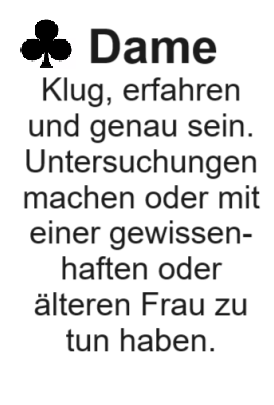 Dame
Klug, erfahren
und genau sein.
Untersuchungen
machen oder mit
einer gewissen-
haften oder
älteren Frau zu
tun haben.